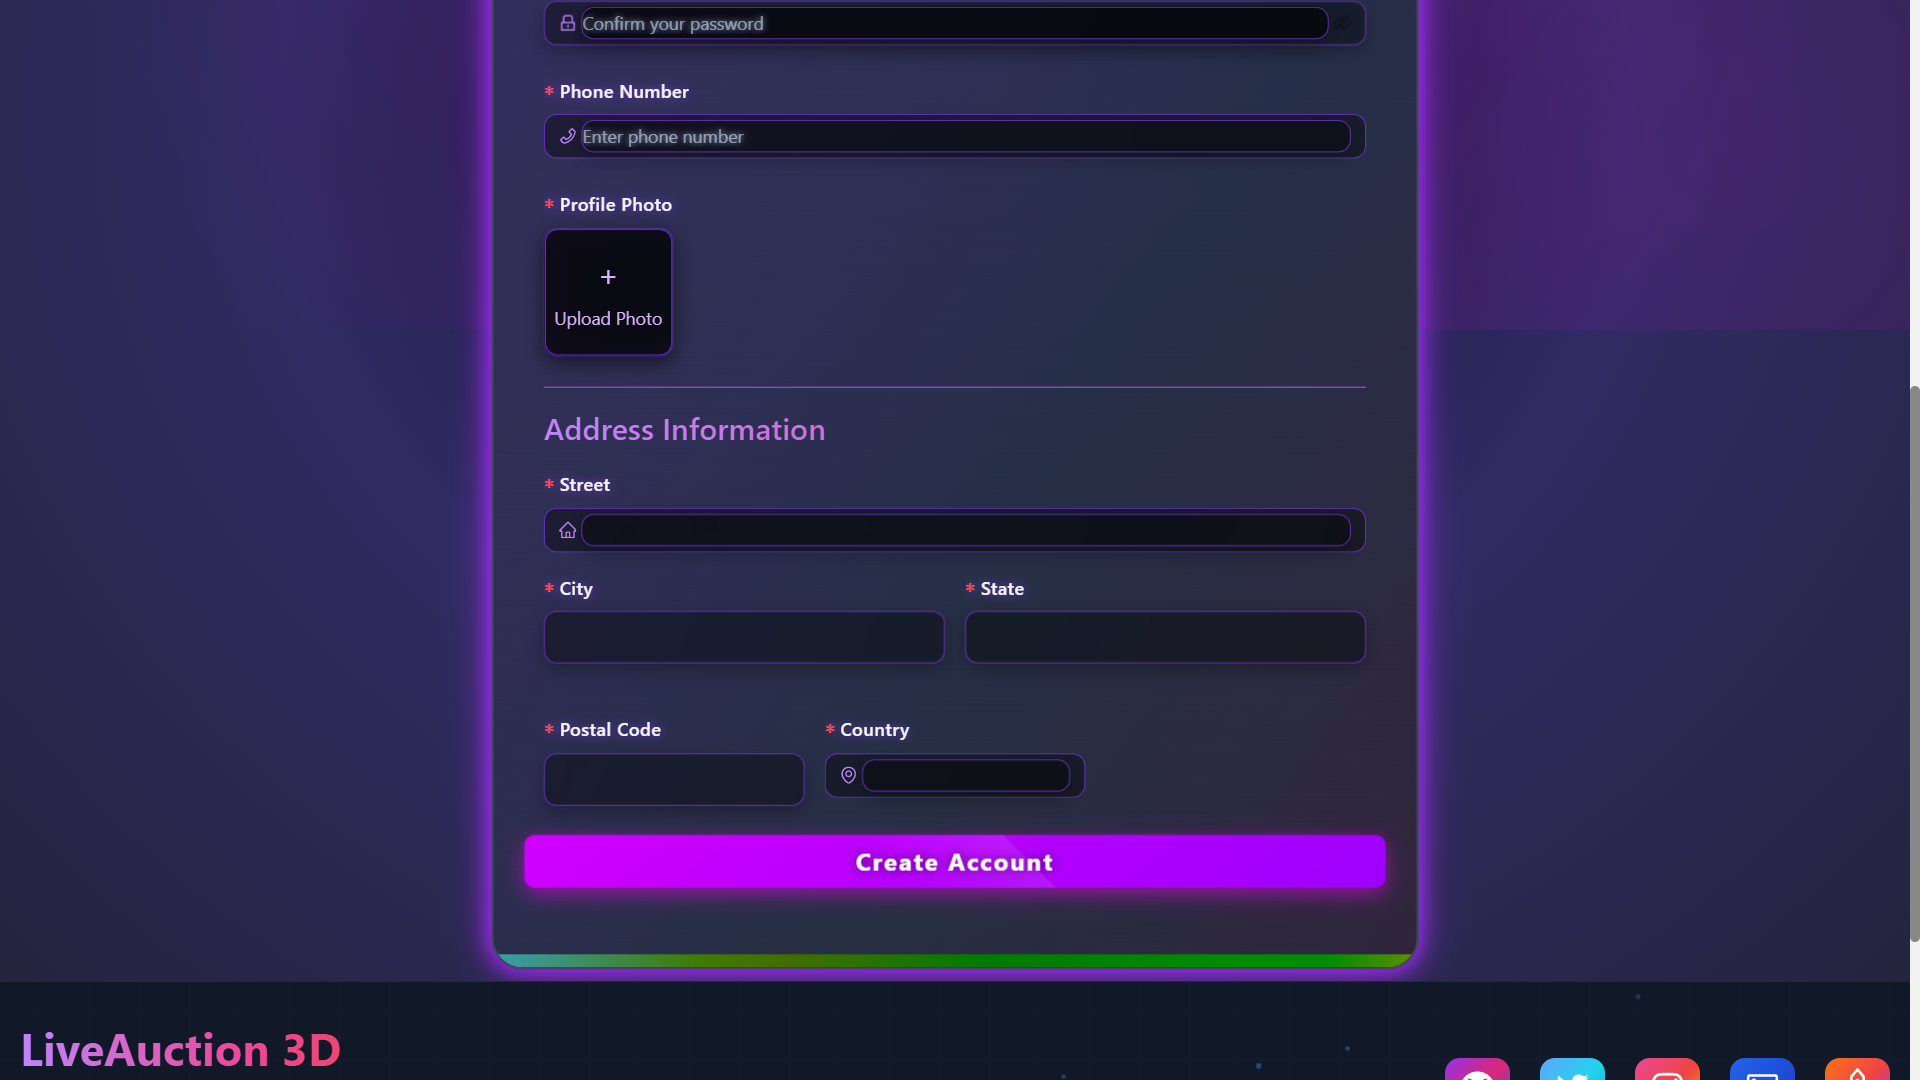 Confirm your password
* Phone Number
Enter phone number
* Profile Photo
+
Upload Photo
Address Information
* Street
* City
* State
* Postal Code
* Country
Create Account
LiveAuction 3D